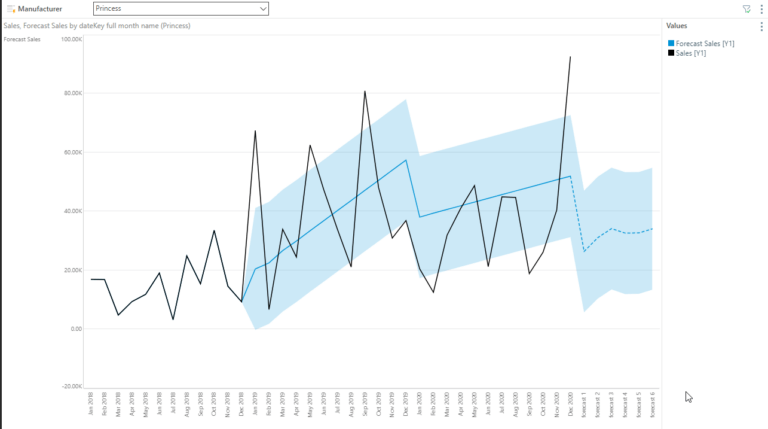 Manufacturer
Princess
Sales, Forecast Sales by dateKey full month name (Princess)
Forecast Sales
100.00K
80.00K
60.00K
40.00K
20.00K
0.00
-20.00K
Jan 2018
Feb 2018
Mar 2018
Apr 2018
May 2018
Jun 2018
Jul 2018
Aug 2018
Sep 2018
Oct 2018
Nov 2018
Dec 2018
Jan 2019
Feb 2019
Mar 2019
Apr 2019
May 2019
Jun 2019
Jul 2019
Aug 2019
Sep 2019
Oct 2019
Nov 2019
Dec 2019
Jan 2020
Feb 2020
Mar 2020
Apr 2020
May 2020
Jun 2020
Jul 2020
Aug 2020
Sep 2020
Oct 2020
Nov 2020
Dec 2020
forecast 1
forecast 2
forecast 3
forecast 4
forecast 5
forecast 6
Values
Forecast Sales [Y1]
Sales [Y1]